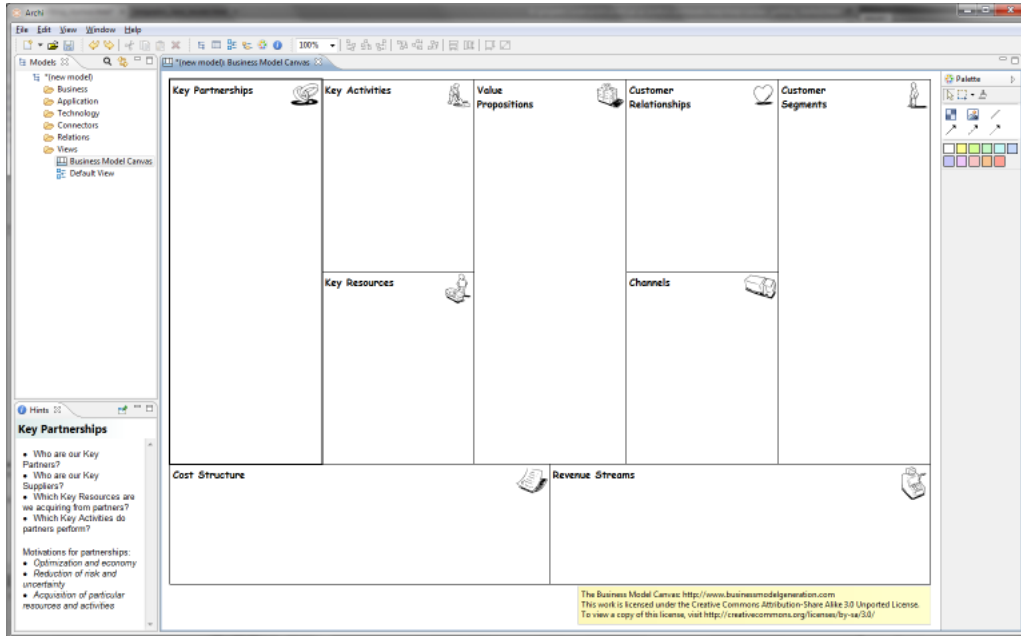 Archi
File Edit View Window Help
100%
Models
*(new model): Business Model Canvas
*(new model)
Business
Application
Technology
Connectors
Relations
Views
Business Model Canvas
Default View
Key Partnerships
Key Activities
Value
Propositions
Customer
Relationships
Customer
Segments
Key Resources
Channels
Cost Structure
Revenue Streams
Palette
Hints
Key Partnerships
• Who are our Key
Partners?
• Who are our Key
Suppliers?
• Which Key Resources are
we acquiring from partners?
• Which Key Activities do
partners perform?
Motivations for partnerships:
• Optimization and economy
• Reduction of risk and
uncertainty
• Acquisition of particular
resources and activities
The Business Model Canvas: http://www.businessmodelgeneration.com
This work is licensed under the Creative Commons Attribution-Share Alike 3.0 Unported License.
To view a copy of this license, visit http://creativecommons.org/licenses/by-sa/3.0/